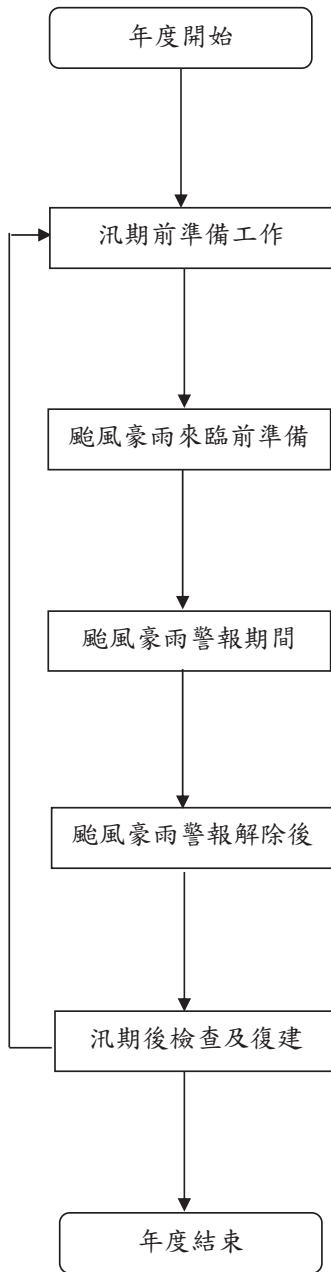 年度開始
汛期前準備工作
颱風豪雨來臨前準備
颱風豪雨警報期間
颱風豪雨警報解除後
汛期後檢查及復建
年度結束